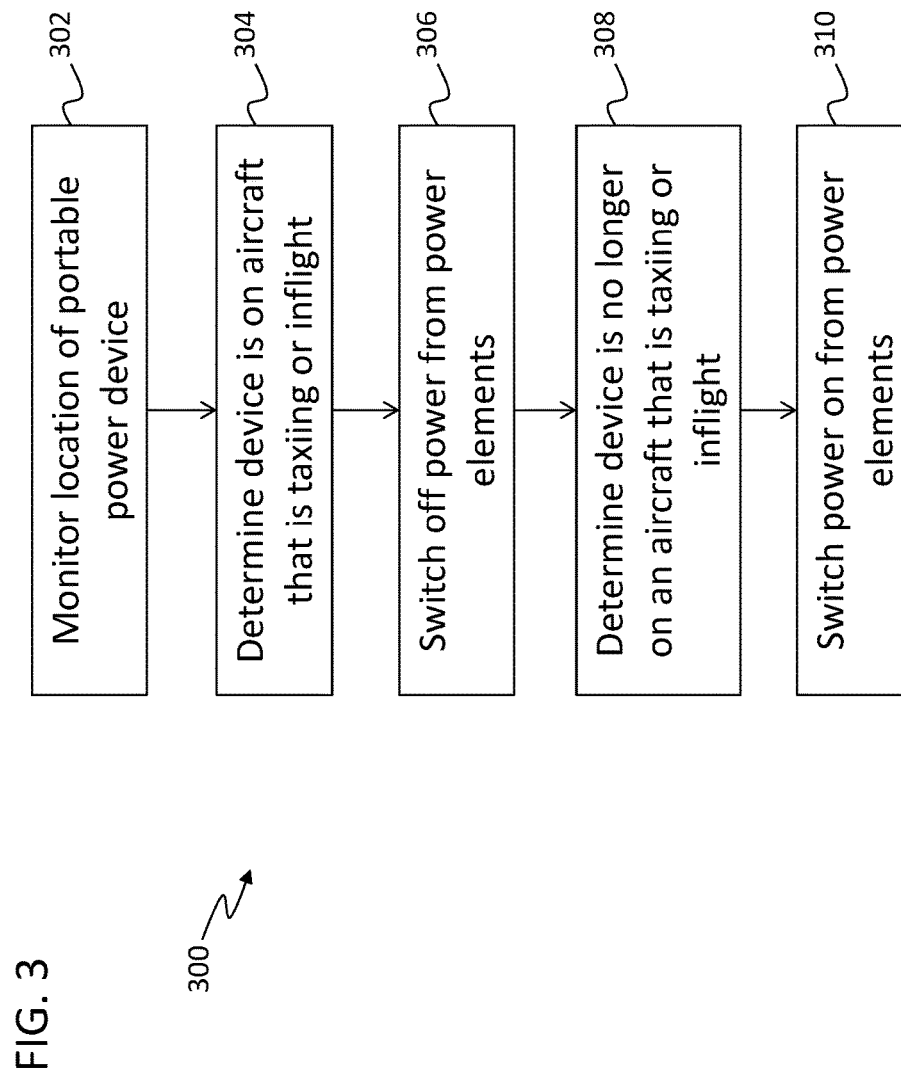 FIG. 3
300
Monitor location of portable
power device
302
Determine device is on aircraft
that is taxiing or inflight
304
Switch off power from power
elements
306
Determine device is no longer
on an aircraft that is taxiing or
inflight
308
Switch power on from power
elements
310